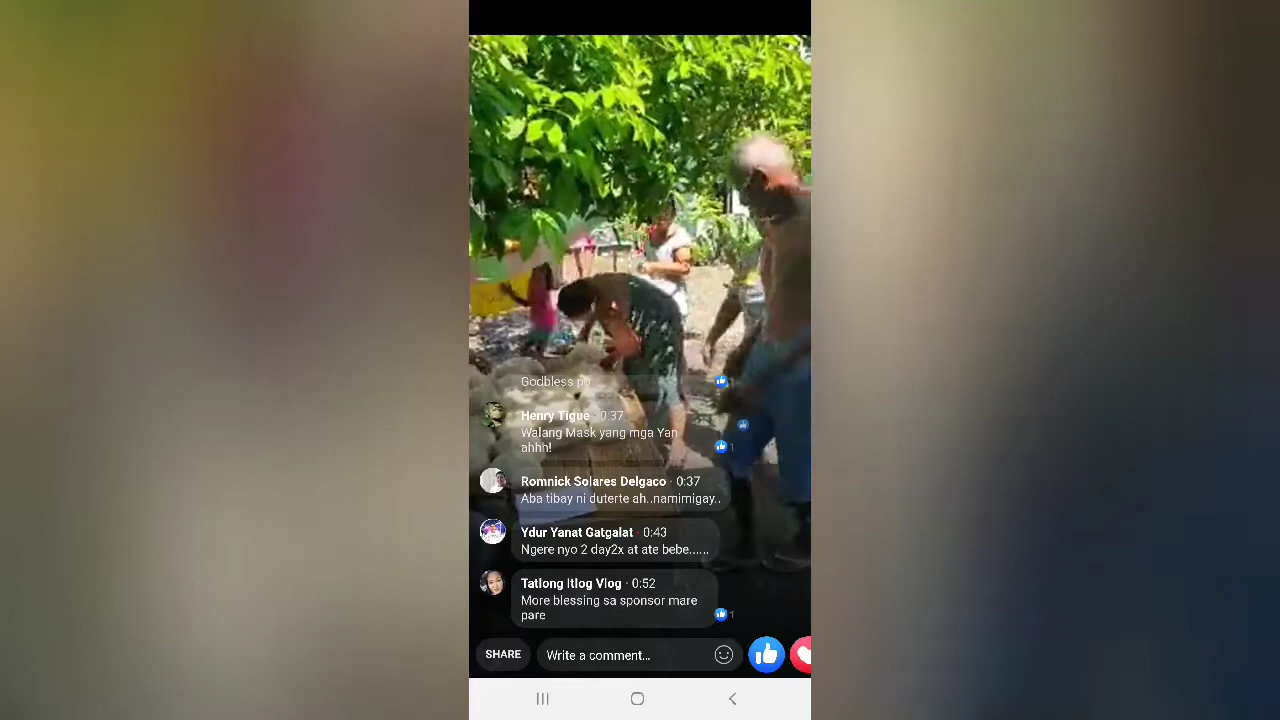 Godbless po
Henry Tigue · 0:37
Walang Mask yang mga Yan
ahhh!
1
Romnick Solares Delgaco · 0:37
Aba tibay ni duterte ah..namimigay..
Ydur Yanat Gatgalat · 0:43
Ngere nyo 2 day2x at ate bebe......
Tatlong Itlog Vlog · 0:52
More blessing sa sponsor mare
pare
1
SHARE
Write a comment...